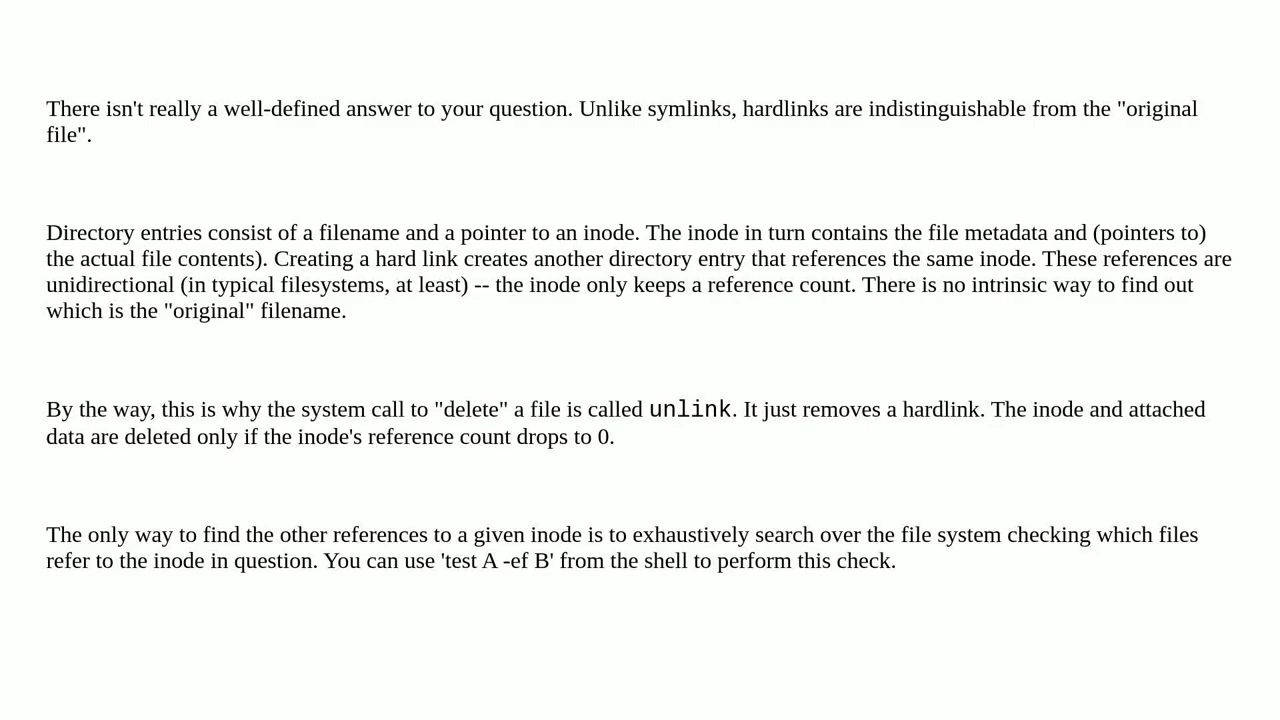 There isn't really a well-defined answer to your question. Unlike symlinks, hardlinks are indistinguishable from the "original
file".
Directory entries consist of a filename and a pointer to an inode. The inode in turn contains the file metadata and (pointers to)
the actual file contents). Creating a hard link creates another directory entry that references the same inode. These references are
unidirectional (in typical filesystems, at least) -- the inode only keeps a reference count. There is no intrinsic way to find out
which is the "original" filename.
By the way, this is why the system call to "delete" a file is called unlink. It just removes a hardlink. The inode and attached
data are deleted only if the inode's reference count drops to 0.
The only way to find the other references to a given inode is to exhaustively search over the file system checking which files
refer to the inode in question. You can use 'test A -ef B' from the shell to perform this check.